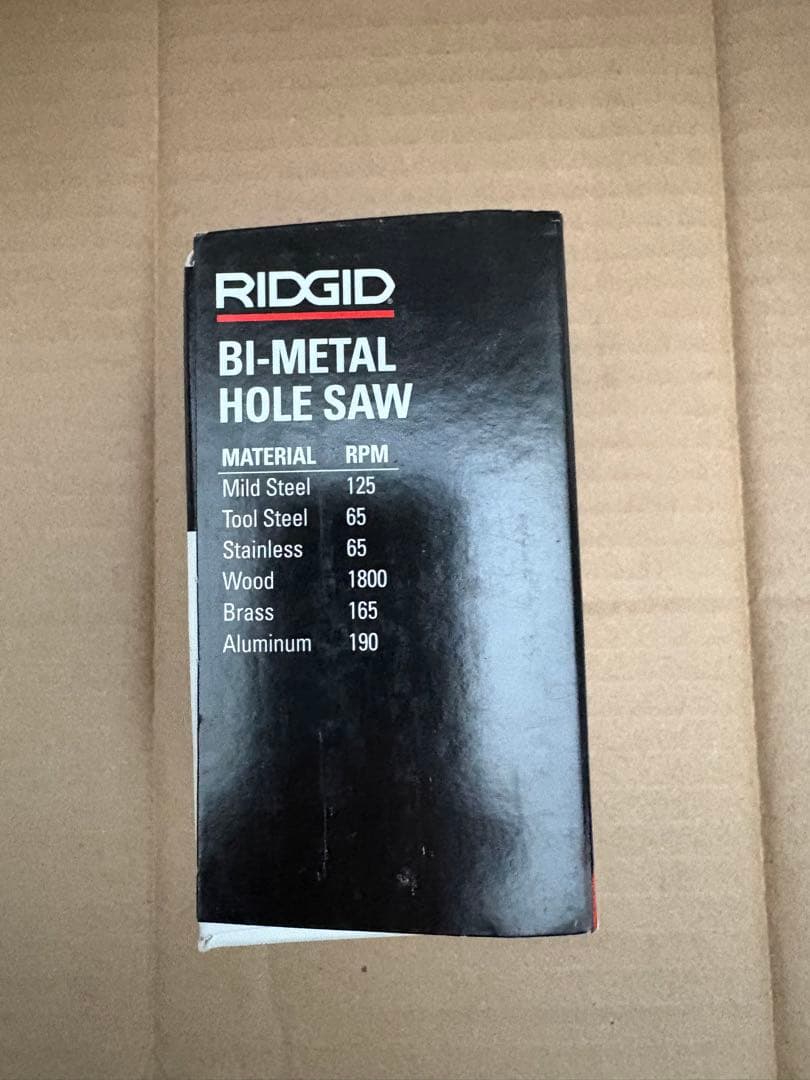 RIDGID®
BI-METAL
HOLE SAW
MATERIAL RPM
Mild Steel 125
Tool Steel 65
Stainless 65
Wood 1800
Brass 165
Aluminum 190